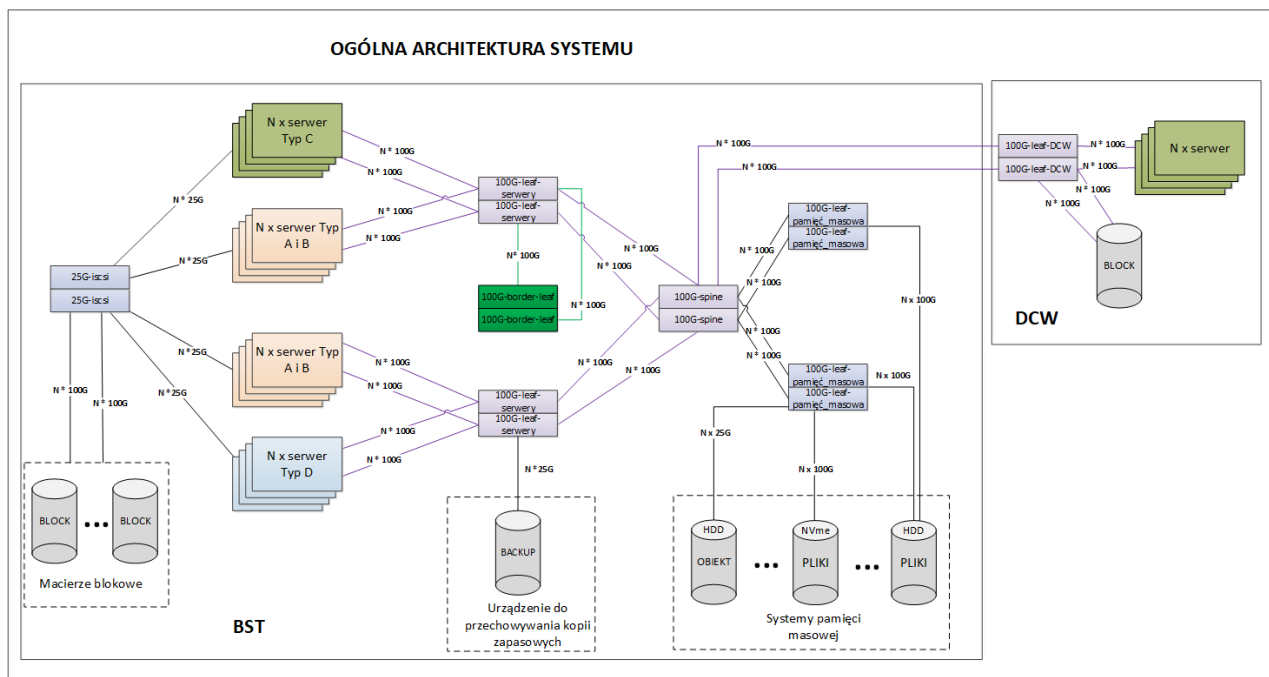 OGÓLNA ARCHITEKTURA SYSTEMU
N x serwer
Typ C
N * 100G
N * 100G
N * 25G
N x serwer Typ
A i B
N * 100G
N * 100G
N *25G
25G-iscsi
25G-iscsi
N * 100G
N * 100G
N *25G
N *25G
N x serwer Typ
A i B
N * 100G
N * 100G
N x serwer
Typ D
N * 100G
N * 100G
BLOCK
BLOCK
Macierze blokowe
BST
100G-leaf-
serwery
100G-leaf-
serwery
N * 100G
N * 100G
100G-border-leaf
100G-border-leaf
100G-leaf-
serwery
100G-leaf-
serwery
N *25G
BACKUP
Urządzenie do
przechowywania kopii
zapasowych
N * 100G
N * 100G
N * 100G
N * 100G
100G-spine
100G-spine
N * 100G
N * 100G
N * 100G
N * 100G
N * 100G
N * 100G
100G-leaf-
pamięć_masowa
100G-leaf-
pamięć_masowa
N x 100G
100G-leaf-
pamięć_masowa
100G-leaf-
pamięć_masowa
N x 100G
N x 25G
N x 100G
HDD
OBIEKT
NVme
PLIKI
HDD
PLIKI
Systemy pamięci
masowej
100G-leaf-DCW
100G-leaf-DCW
N * 100G
N * 100G
N * 100G
N * 100G
N x serwer
BLOCK
DCW